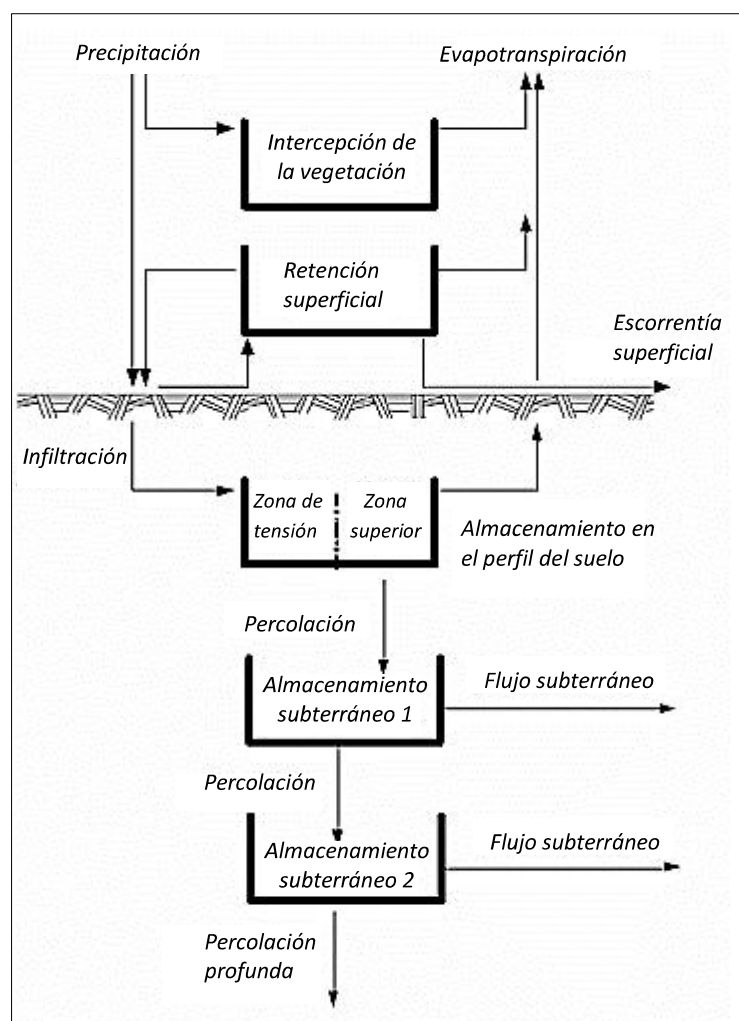 Precipitación
Evapotranspiración
Intercepción de
la vegetación
Retención
superficial
Escorrentía
superficial
Infiltración
Zona de
tensión
Zona
superior
Almacenamiento en
el perfil del suelo
Percolación
Almacenamiento
subterráneo 1
Flujo subterráneo
Percolación
Almacenamiento
subterráneo 2
Flujo subterráneo
Percolación
profunda